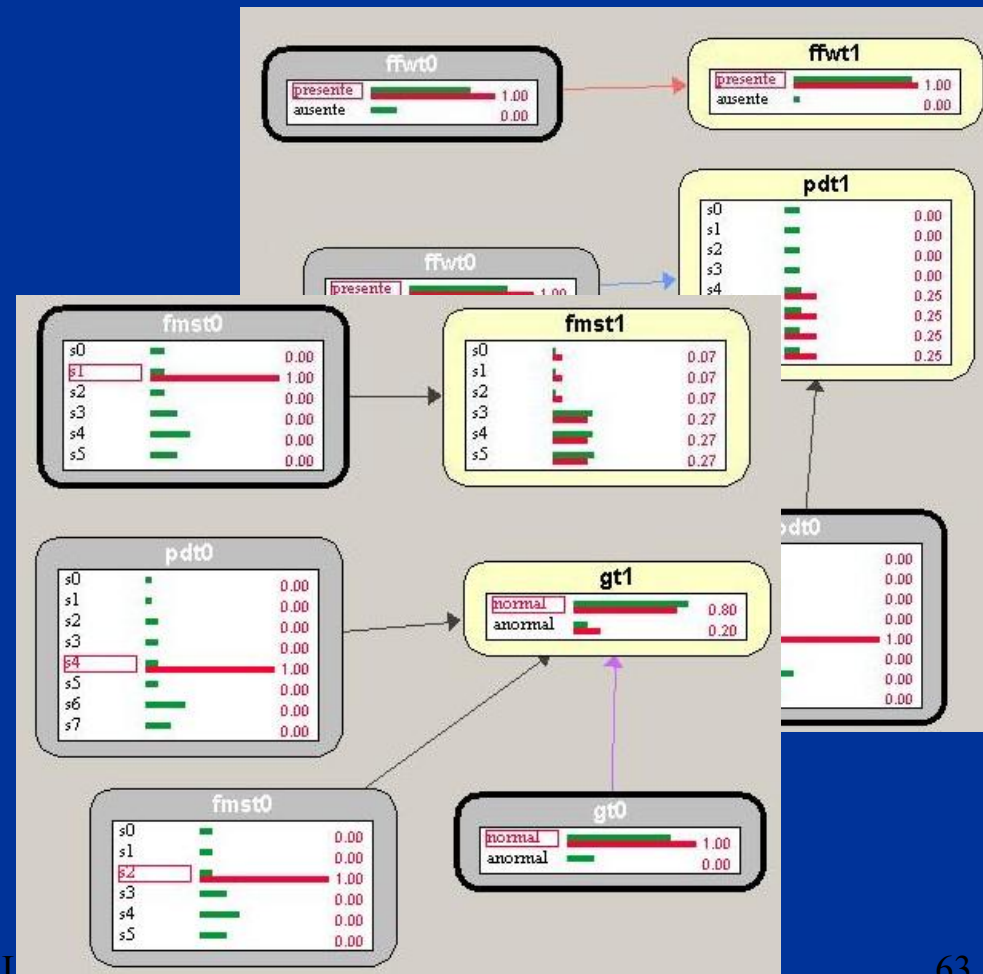 ffwt0
presente 1.00
ausente 0.00
ffwt1
presente 1.00
ausente 0.00
pdt1
s0 0.00
s1 0.00
s2 0.00
s3 0.00
s4 0.25
0.25
0.25
0.25
ffwt0
presente 1.00
fmst0
s0 0.00
s1 1.00
s2 0.00
s3 0.00
s4 0.00
s5 0.00
fmst1
s0 0.07
s1 0.07
s2 0.07
s3 0.27
s4 0.27
s5 0.27
pdt0
s0 0.00
s1 0.00
s2 0.00
s3 0.00
s4 1.00
s5 0.00
s6 0.00
s7 0.00
gt1
normal 0.80
anormal 0.20
dt0
0.00
0.00
0.00
0.00
1.00
0.00
0.00
0.00
fmst0
s0 0.00
s1 0.00
s2 1.00
s3 0.00
s4 0.00
s5 0.00
gt0
normal 1.00
anormal 0.00
63